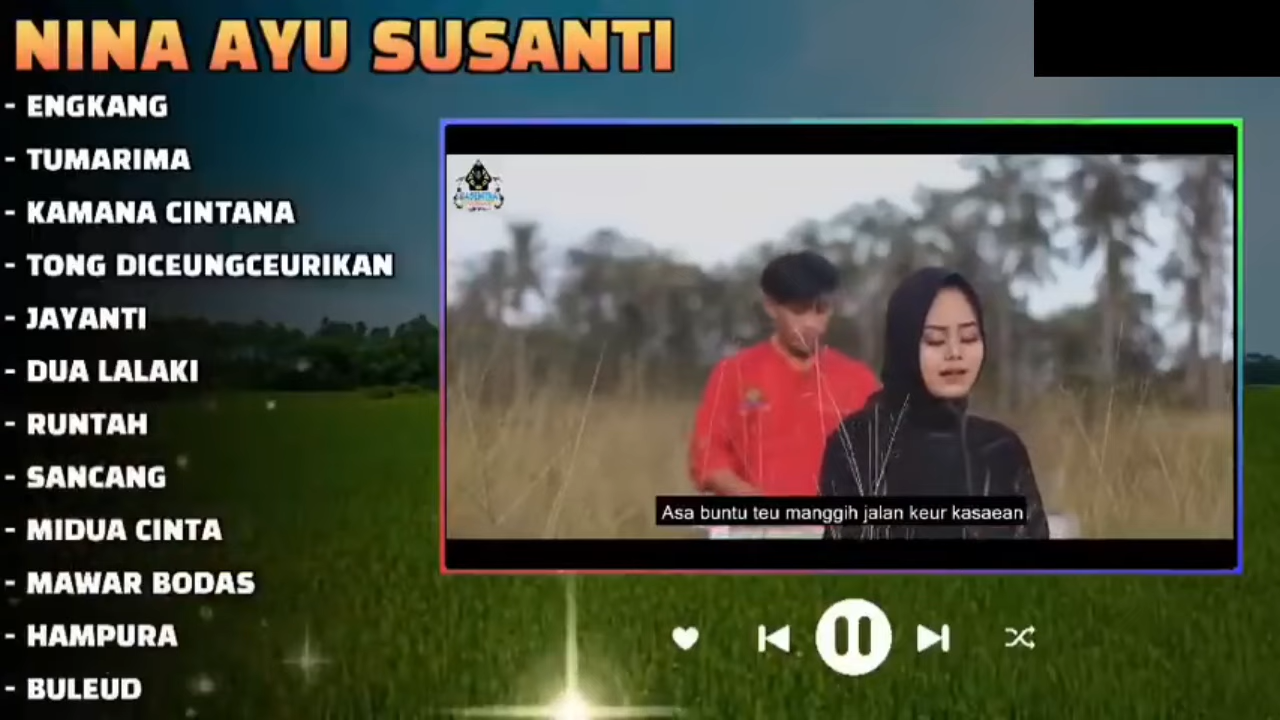 NINA AYU SUSANTI
- ENGKANG
- TUMARIMA
- KAMANA CINTANA
- TONG DICEUNGCEURIKAN
- JAYANTI
- DUA LALAKI
- RUNTAH
- SANCANG
- MIDUA CINTA
- MAWAR BODAS
- HAMPURA
- BULEUD
Asa buntu teu manggih jalan keur kasaean